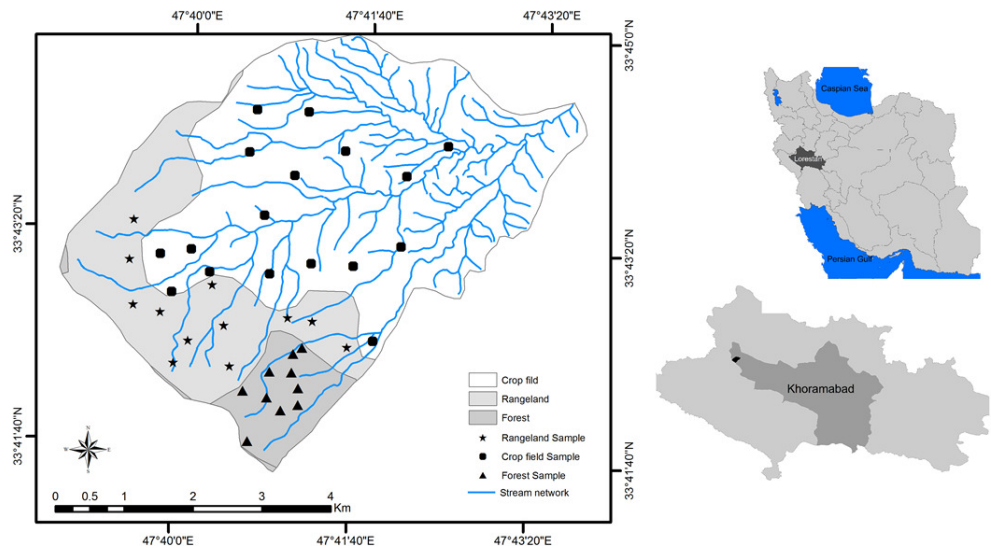 47°40'0"E 47°41'40"E 47°43'20"E
33°45'0"N
33°43'20"N
33°43'20"N
33°41'40"N
33°41'40"N
Crop fild
Rangeland
Forest
Rangeland Sample
Crop field Sample
Forest Sample
Stream network
N
W E
S
0 0.5 1 2 3 4
Km
47°40'0"E 47°41'40"E 47°43'20"E
Caspian Sea
Lorestan
Persian Gulf
Khoramabad